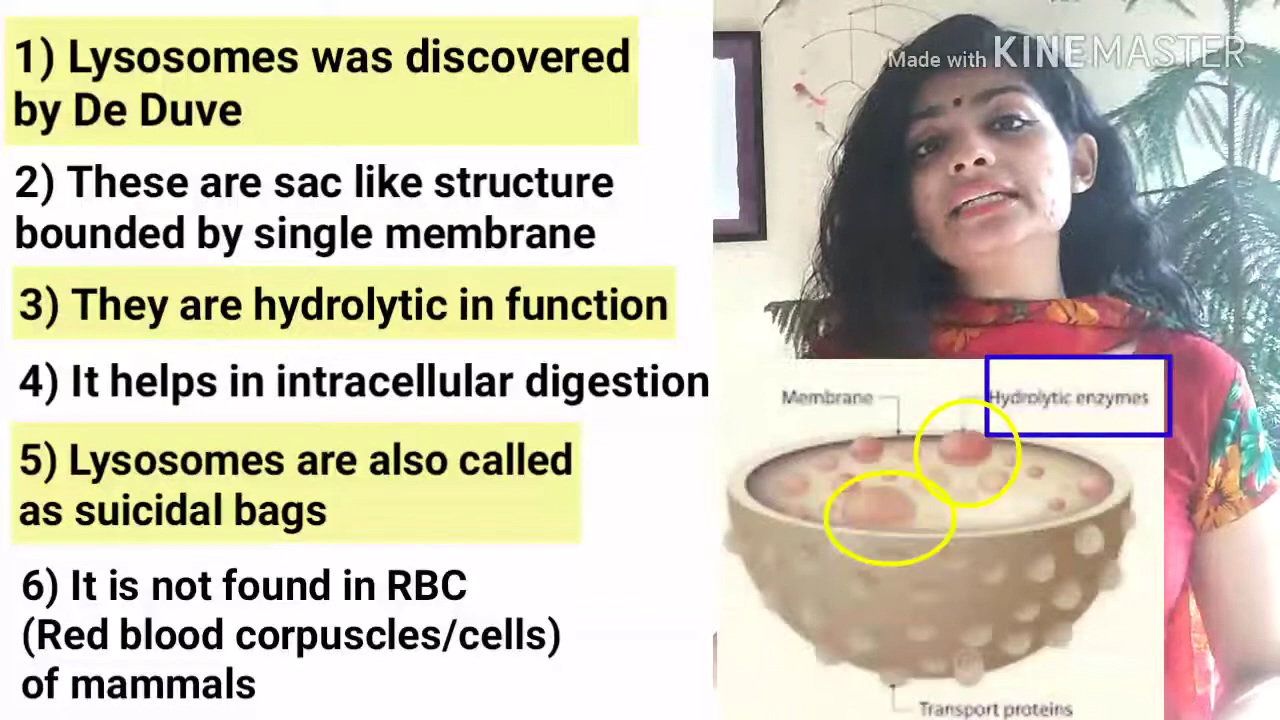 1) Lysosomes was discovered
by De Duve
2) These are sac like structure
bounded by single membrane
3) They are hydrolytic in function
4) It helps in intracellular digestion
5) Lysosomes are also called
as suicidal bags
6) It is not found in RBC
(Red blood corpuscles/cells)
of mammals
Made with KINEMASTER
Membrane
Hydrolytic enzymes
Transport proteins